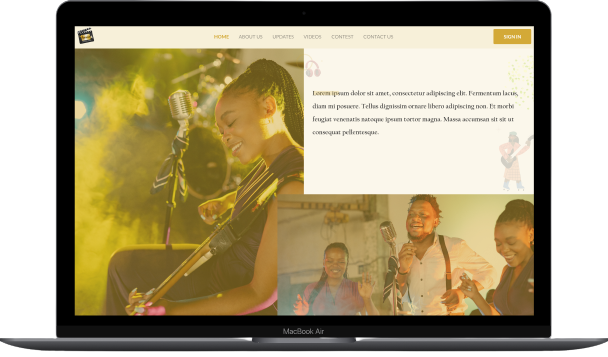 HOME ABOUT US UPDATES VIDEOS CONTEST CONTACT US SIGN IN
Lorem ipsum dolor sit amet, consectetur adipiscing elit. Fermentum lacus,
diam mi posuere. Tellus dignissim ornare libero adipiscing non. Et morbi
feugiat venenatis natoque ipsum tortor magna. Massa accumsan sit sit ut
consequat pellentesque.
MacBook Air